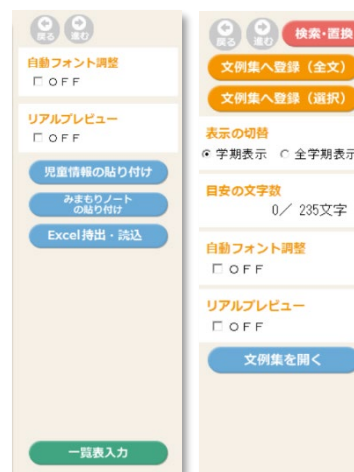 戻る 進む
自動フォント調整
OFF
リアルプレビュー
OFF
児童情報の貼り付け
みまもりノート
の貼り付け
Excel持出・読込
一覧表入力
戻る 進む 検索・置換
文例集へ登録（全文）
文例集へ登録（選択）
表示の切替
学期表示 全学期表示
目安の文字数
0／ 235文字
自動フォント調整
OFF
リアルプレビュー
OFF
文例集を開く